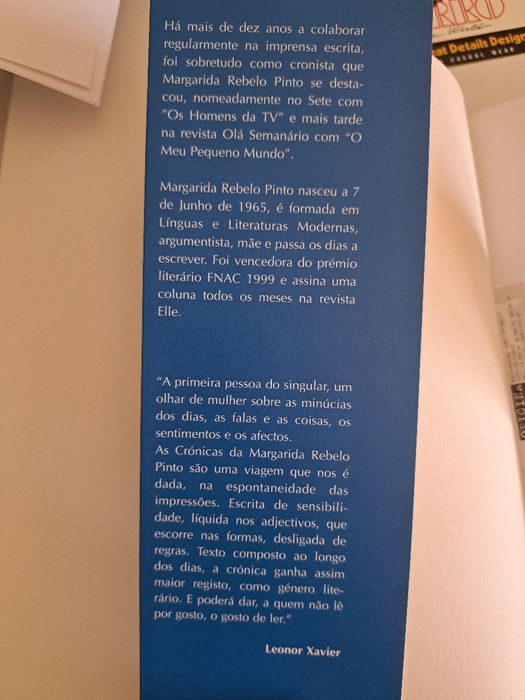 RARO
World
at Details Design
CASUAL WEAR
Há mais de dez anos a colaborar
regularmente na imprensa escrita,
foi sobretudo como cronista que
Margarida Rebelo Pinto se desta-
cou, nomeadamente no Sete com
"Os Homens da TV" e mais tarde
na revista Olá Semanário com "O
Meu Pequeno Mundo".
Margarida Rebelo Pinto nasceu a 7
de Junho de 1965, é formada em
Línguas e Literaturas Modernas,
argumentista, mãe e passa os dias a
escrever. Foi vencedora do prémio
literário FNAC 1999 e assina uma
coluna todos os meses na revista
Elle.
"A primeira pessoa do singular, um
olhar de mulher sobre as minúcias
dos dias, as falas e as coisas, os
sentimentos e os afectos.
As Crónicas da Margarida Rebelo
Pinto são uma viagem que nos é
dada, na espontaneidade das
impressões. Escrita de sensibili-
dade, líquida nos adjectivos, que
escorre nas formas, desligada de
regras. Texto composto ao longo
dos dias, a crónica ganha assim
maior registo, como género lite-
rário. E poderá dar, a quem não lê
por gosto, o gosto de ler."
Leonor Xavier